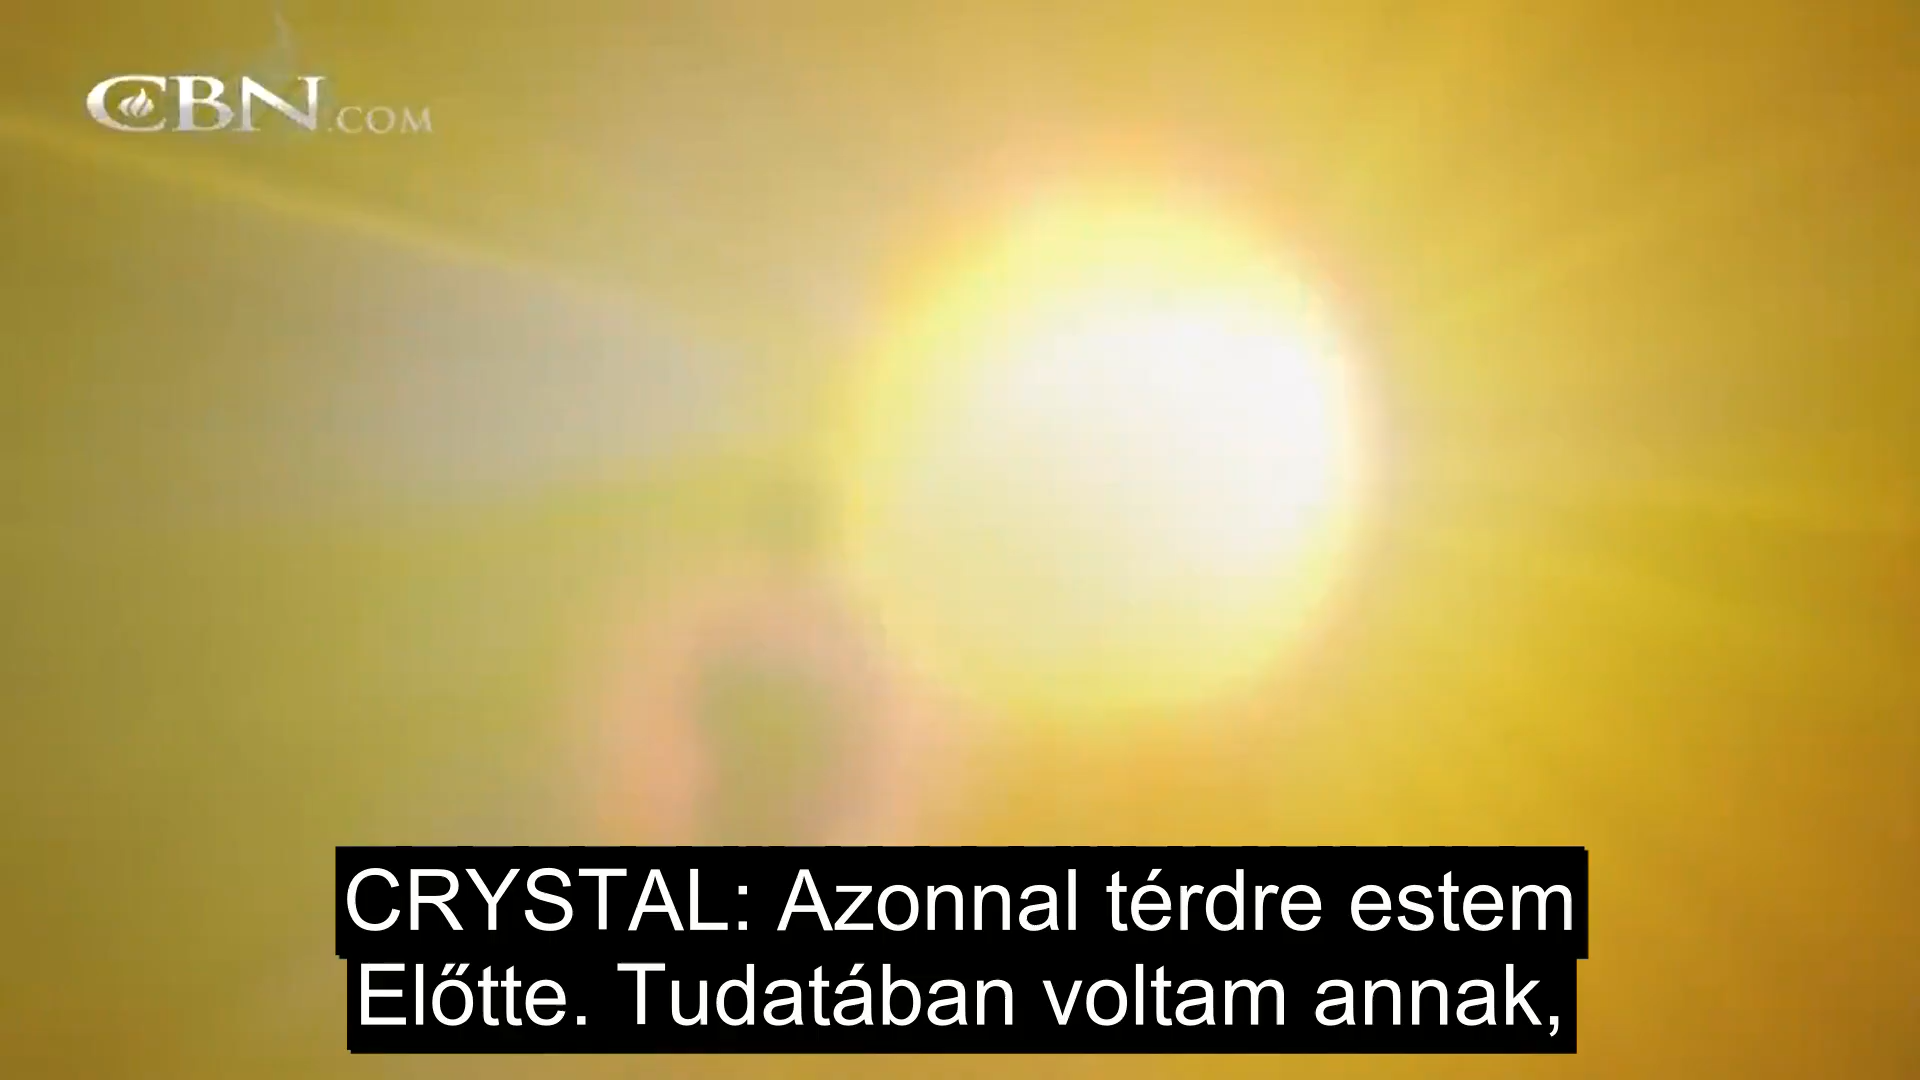 CBN.COM
CRYSTAL: Azonnal térdre estem
Előtte. Tudatában voltam annak,